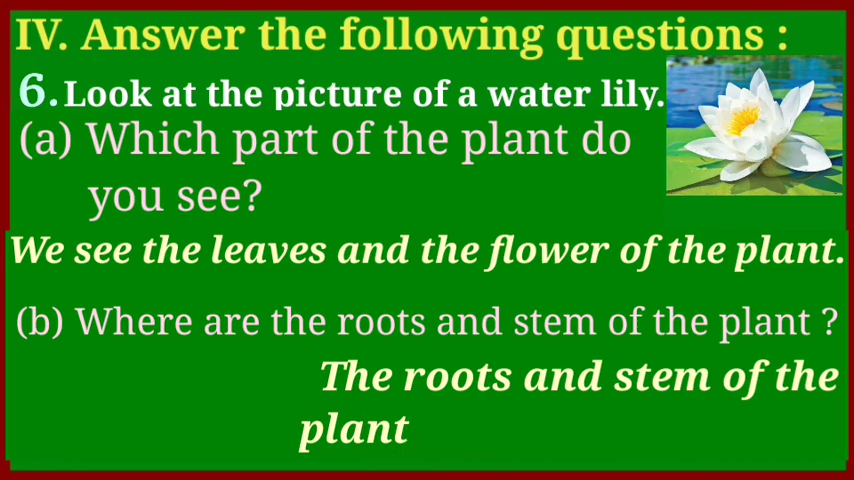 IV. Answer the following questions :
6. Look at the picture of a water lily.
(a) Which part of the plant do
you see?
We see the leaves and the flower of the plant.
(b) Where are the roots and stem of the plant ?
The roots and stem of the
plant